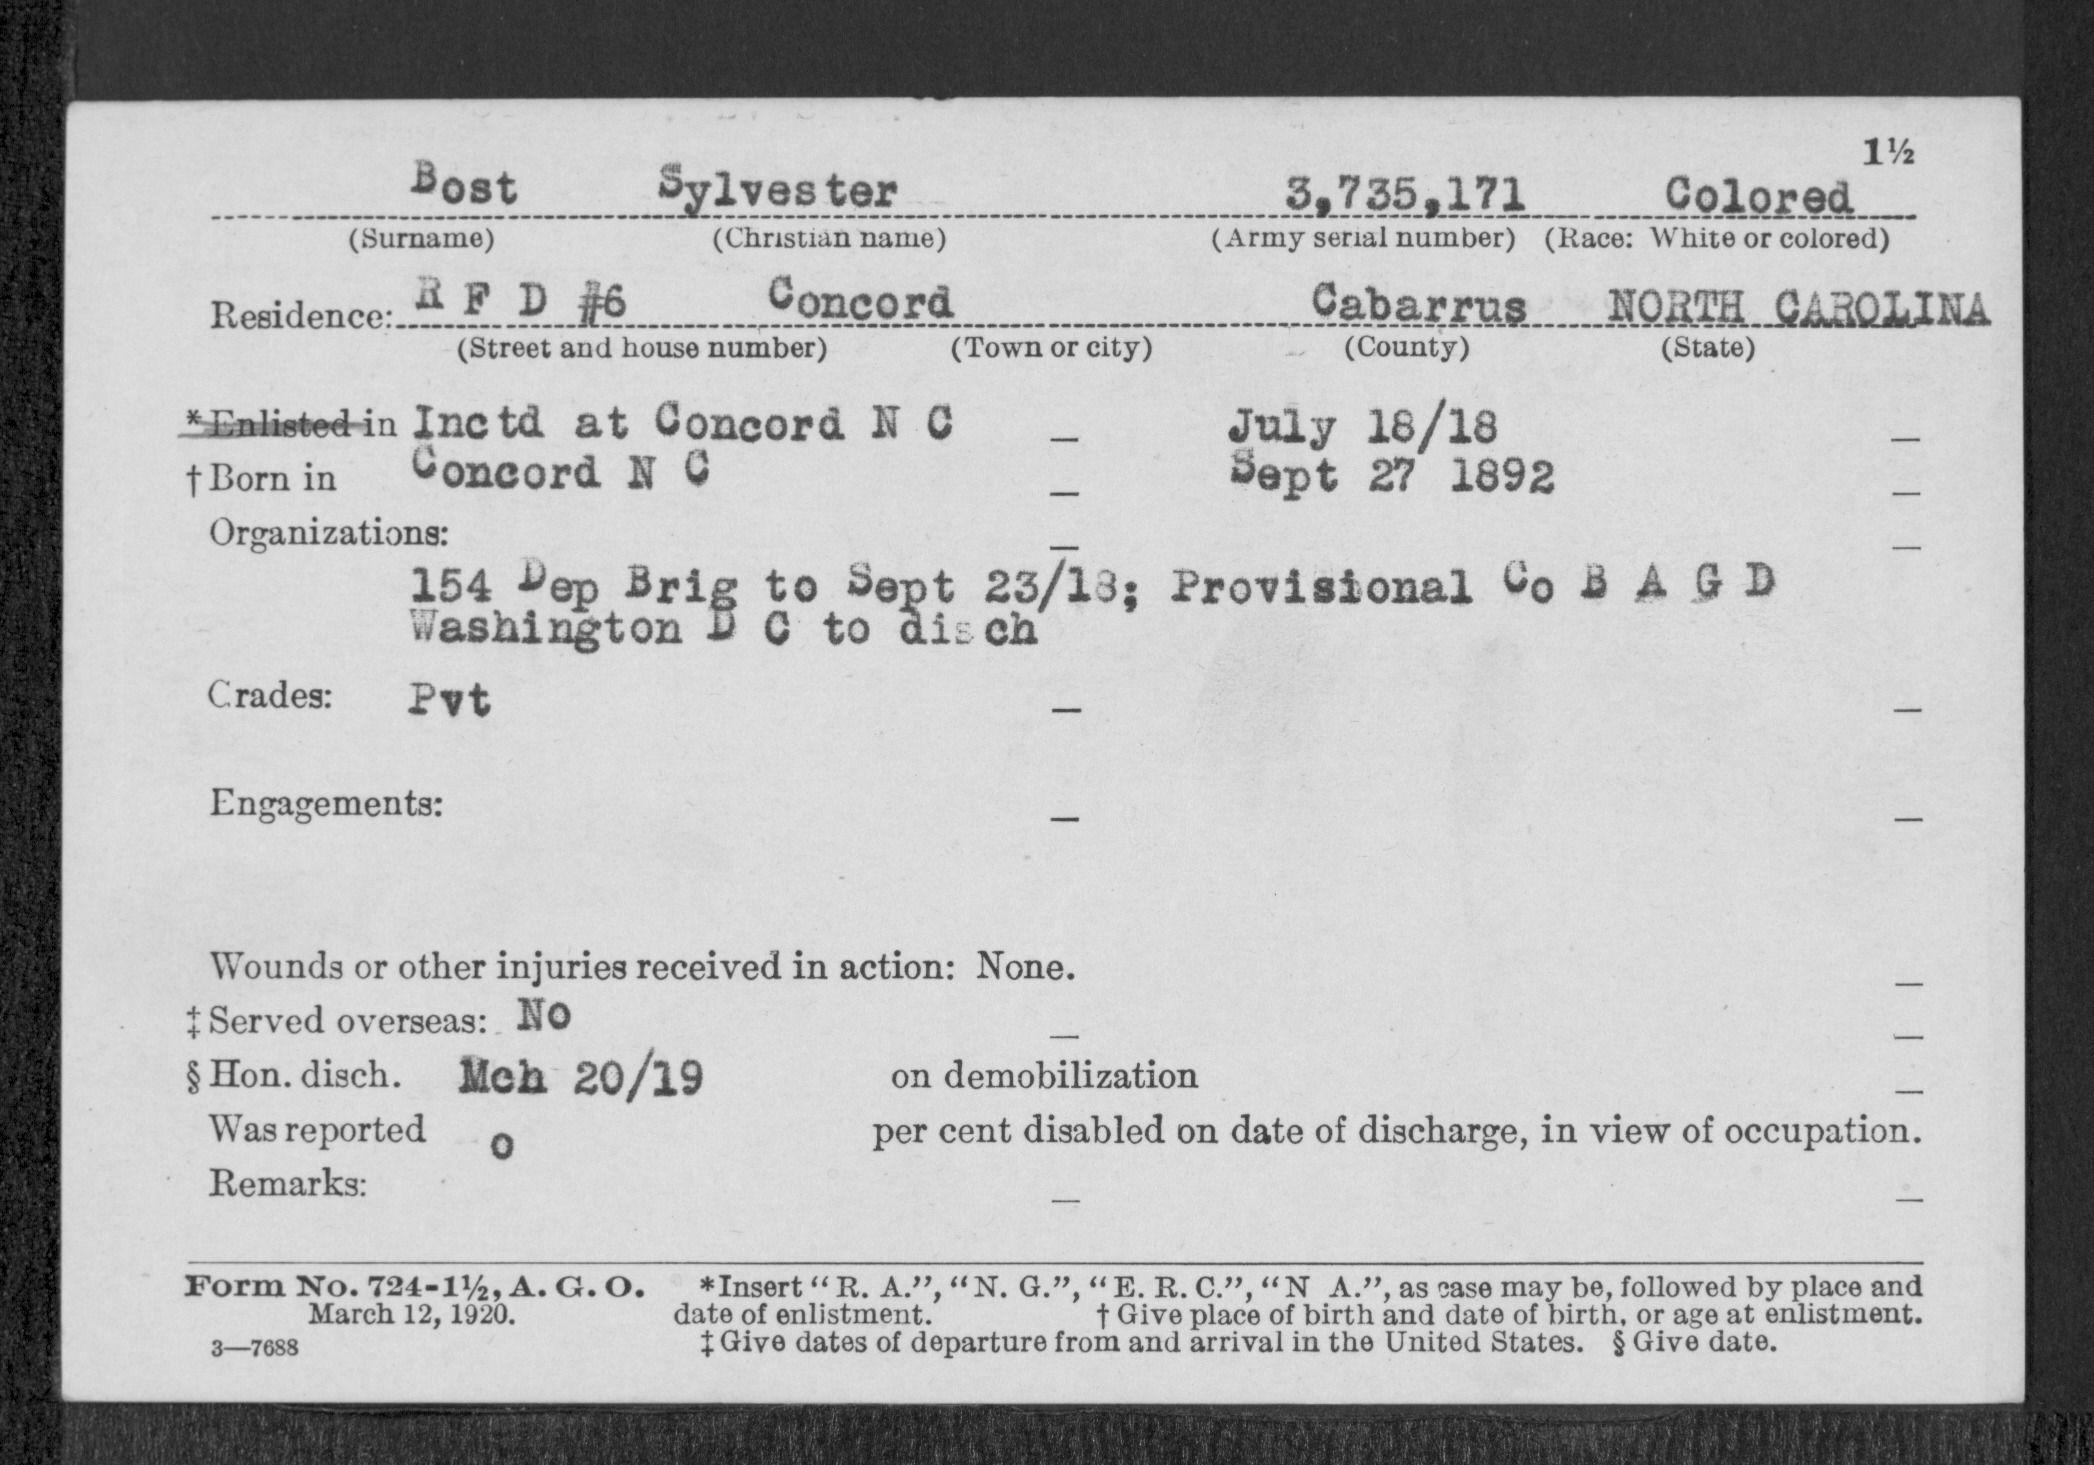 1½
Bost Sylvester 3,735,171 Colored
(Surname) (Christian name) (Army serial number) (Race: White or colored)
Residence: R F D #6 Concord Cabarrus NORTH CAROLINA
(Street and house number) (Town or city) (County) (State)
*Enlisted in Inctd at Concord N C — July 18/18 —
†Born in Concord N C — Sept 27 1892 —
Organizations: — —
154 Dep Brig to Sept 23/18; Provisional Co B A G D
Washington D C to disch
Grades: Pvt — —
Engagements: — —
Wounds or other injuries received in action: None. —
‡Served overseas: No — —
§Hon. disch. Mch 20/19 on demobilization —
Was reported 0 per cent disabled on date of discharge, in view of occupation.
Remarks: — —
Form No. 724-1½, A. G. O. *Insert "R. A.", "N. G.", "E. R. C.", "N A.", as case may be, followed by place and
March 12, 1920. date of enlistment. †Give place of birth and date of birth, or age at enlistment.
3—7688 ‡Give dates of departure from and arrival in the United States. §Give date.